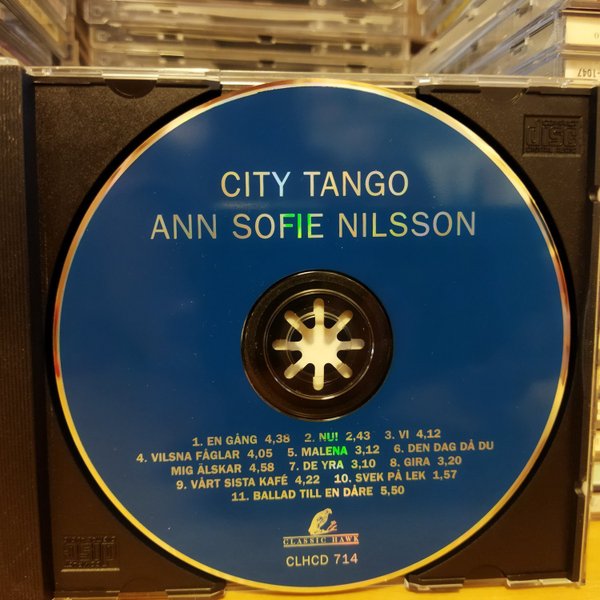 CITY TANGO
ANN SOFIE NILSSON
1. EN GÅNG 4,38 2. NU! 2,43 3. VI 4,12
4. VILSNA FÅGLAR 4,05 5. MALENA 3,12 6. DEN DAG DÅ DU
MIG ÄLSKAR 4,58 7. DE YRA 3,10 8. GIRA 3,20
9. VÅRT SISTA KAFÉ 4,22 10. SVEK PÅ LEK 1,57
11. BALLAD TILL EN DÅRE 5,50
CLASSIC HAWK
CLHCD 714